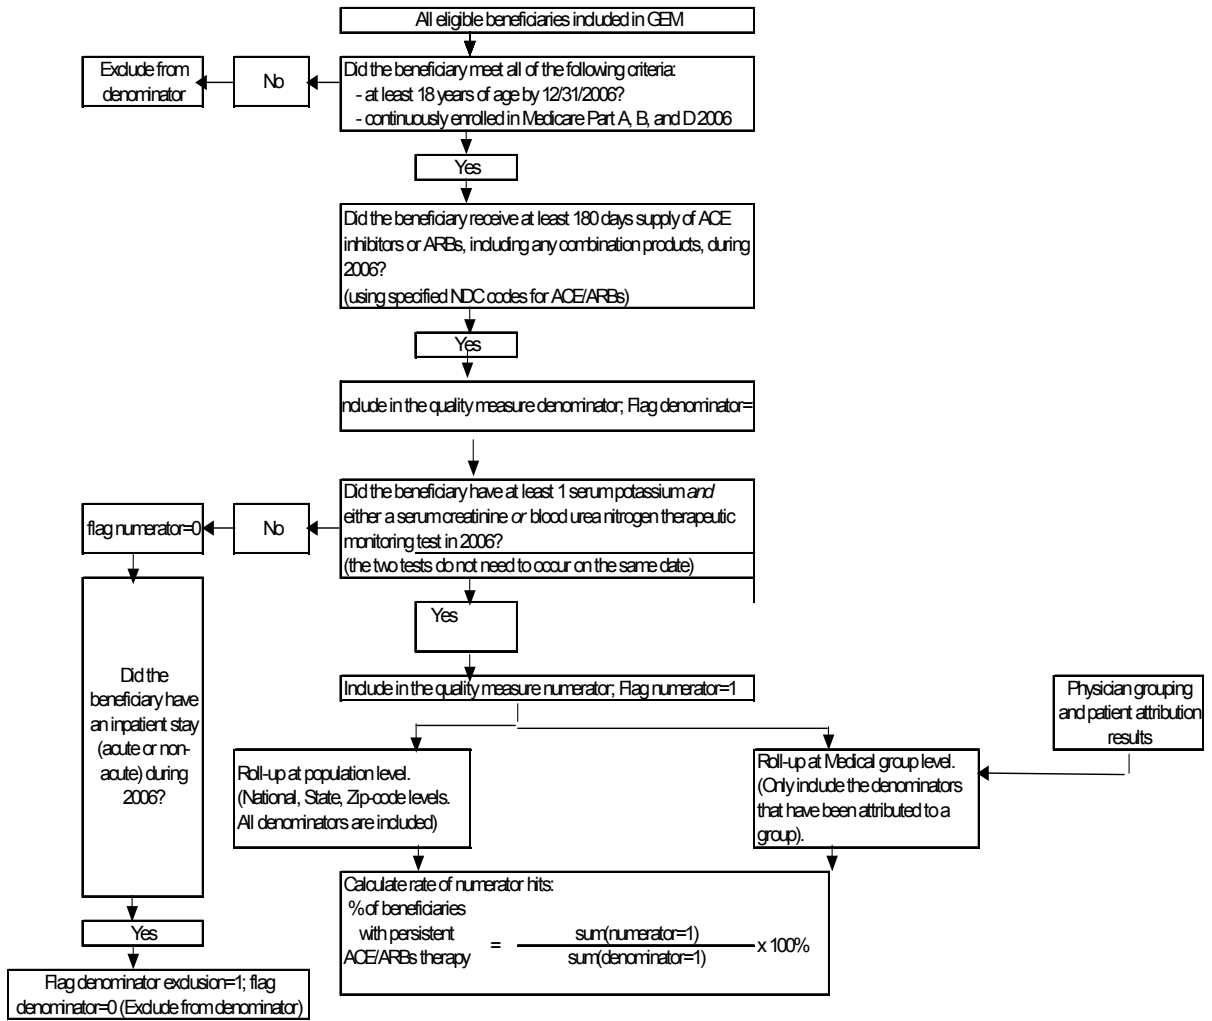 All eligible beneficiaries included in GEM
Exclude from
denominator
No
Did the beneficiary meet all of the following criteria:
- at least 18 years of age by 12/31/2006?
- continuously enrolled in Medicare Part A, B, and D 2006
Yes
Did the beneficiary receive at least 180 days supply of ACE
inhibitors or ARBs, including any combination products, during
2006?
(using specified NDC codes for ACE/ARBs)
Yes
nclude in the quality measure denominator; Flag denominator=
Did the beneficiary have at least 1 serum potassium and
either a serum creatinine or blood urea nitrogen therapeutic
monitoring test in 2006?
(the two tests do not need to occur on the same date)
No
flag numerator=0
Yes
Did the
beneficiary have
an inpatient stay
(acute or non-
acute) during
2006?
Include in the quality measure numerator; Flag numerator=1
Physician grouping
and patient attribution
results
Roll-up at population level.
(National, State, Zip-code levels.
All denominators are included)
Roll-up at Medical group level.
(Only include the denominators
that have been attributed to a
group).
Calculate rate of numerator hits:
% of beneficiaries
with persistent
ACE/ARBs therapy
=
sum(numerator=1)
sum(denominator=1)
x 100%
Yes
Flag denominator exclusion=1; flag
denominator=0 (Exclude from denominator)